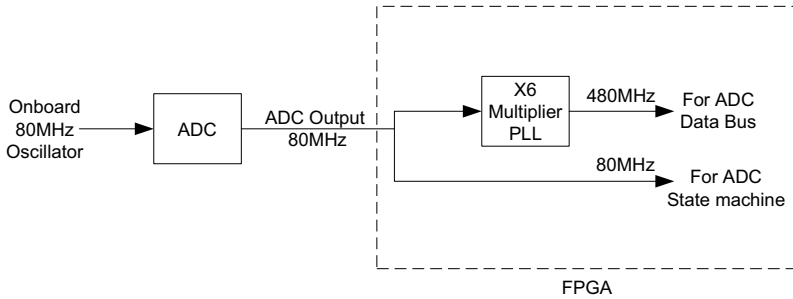 Onboard
80MHz
Oscillator
ADC
ADC Output
80MHz
X6
Multiplier
PLL
480MHz
For ADC
Data Bus
80MHz
For ADC
State machine
FPGA